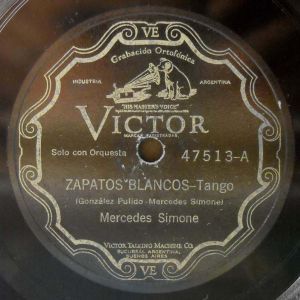 VE
Grabación Ortofónica
INDUSTRIA ARGENTINA
"HIS MASTER'S VOICE"
VICTOR
MARCAS REGISTRADAS
Solo con Orquesta 47513-A
ZAPATOS BLANCOS–Tango
(González Pulido-Mercedes Simone)
Mercedes Simone
VICTOR TALKING MACHINE CO.
SUCURSAL ARGENTINA,
BUENOS AIRES
VE